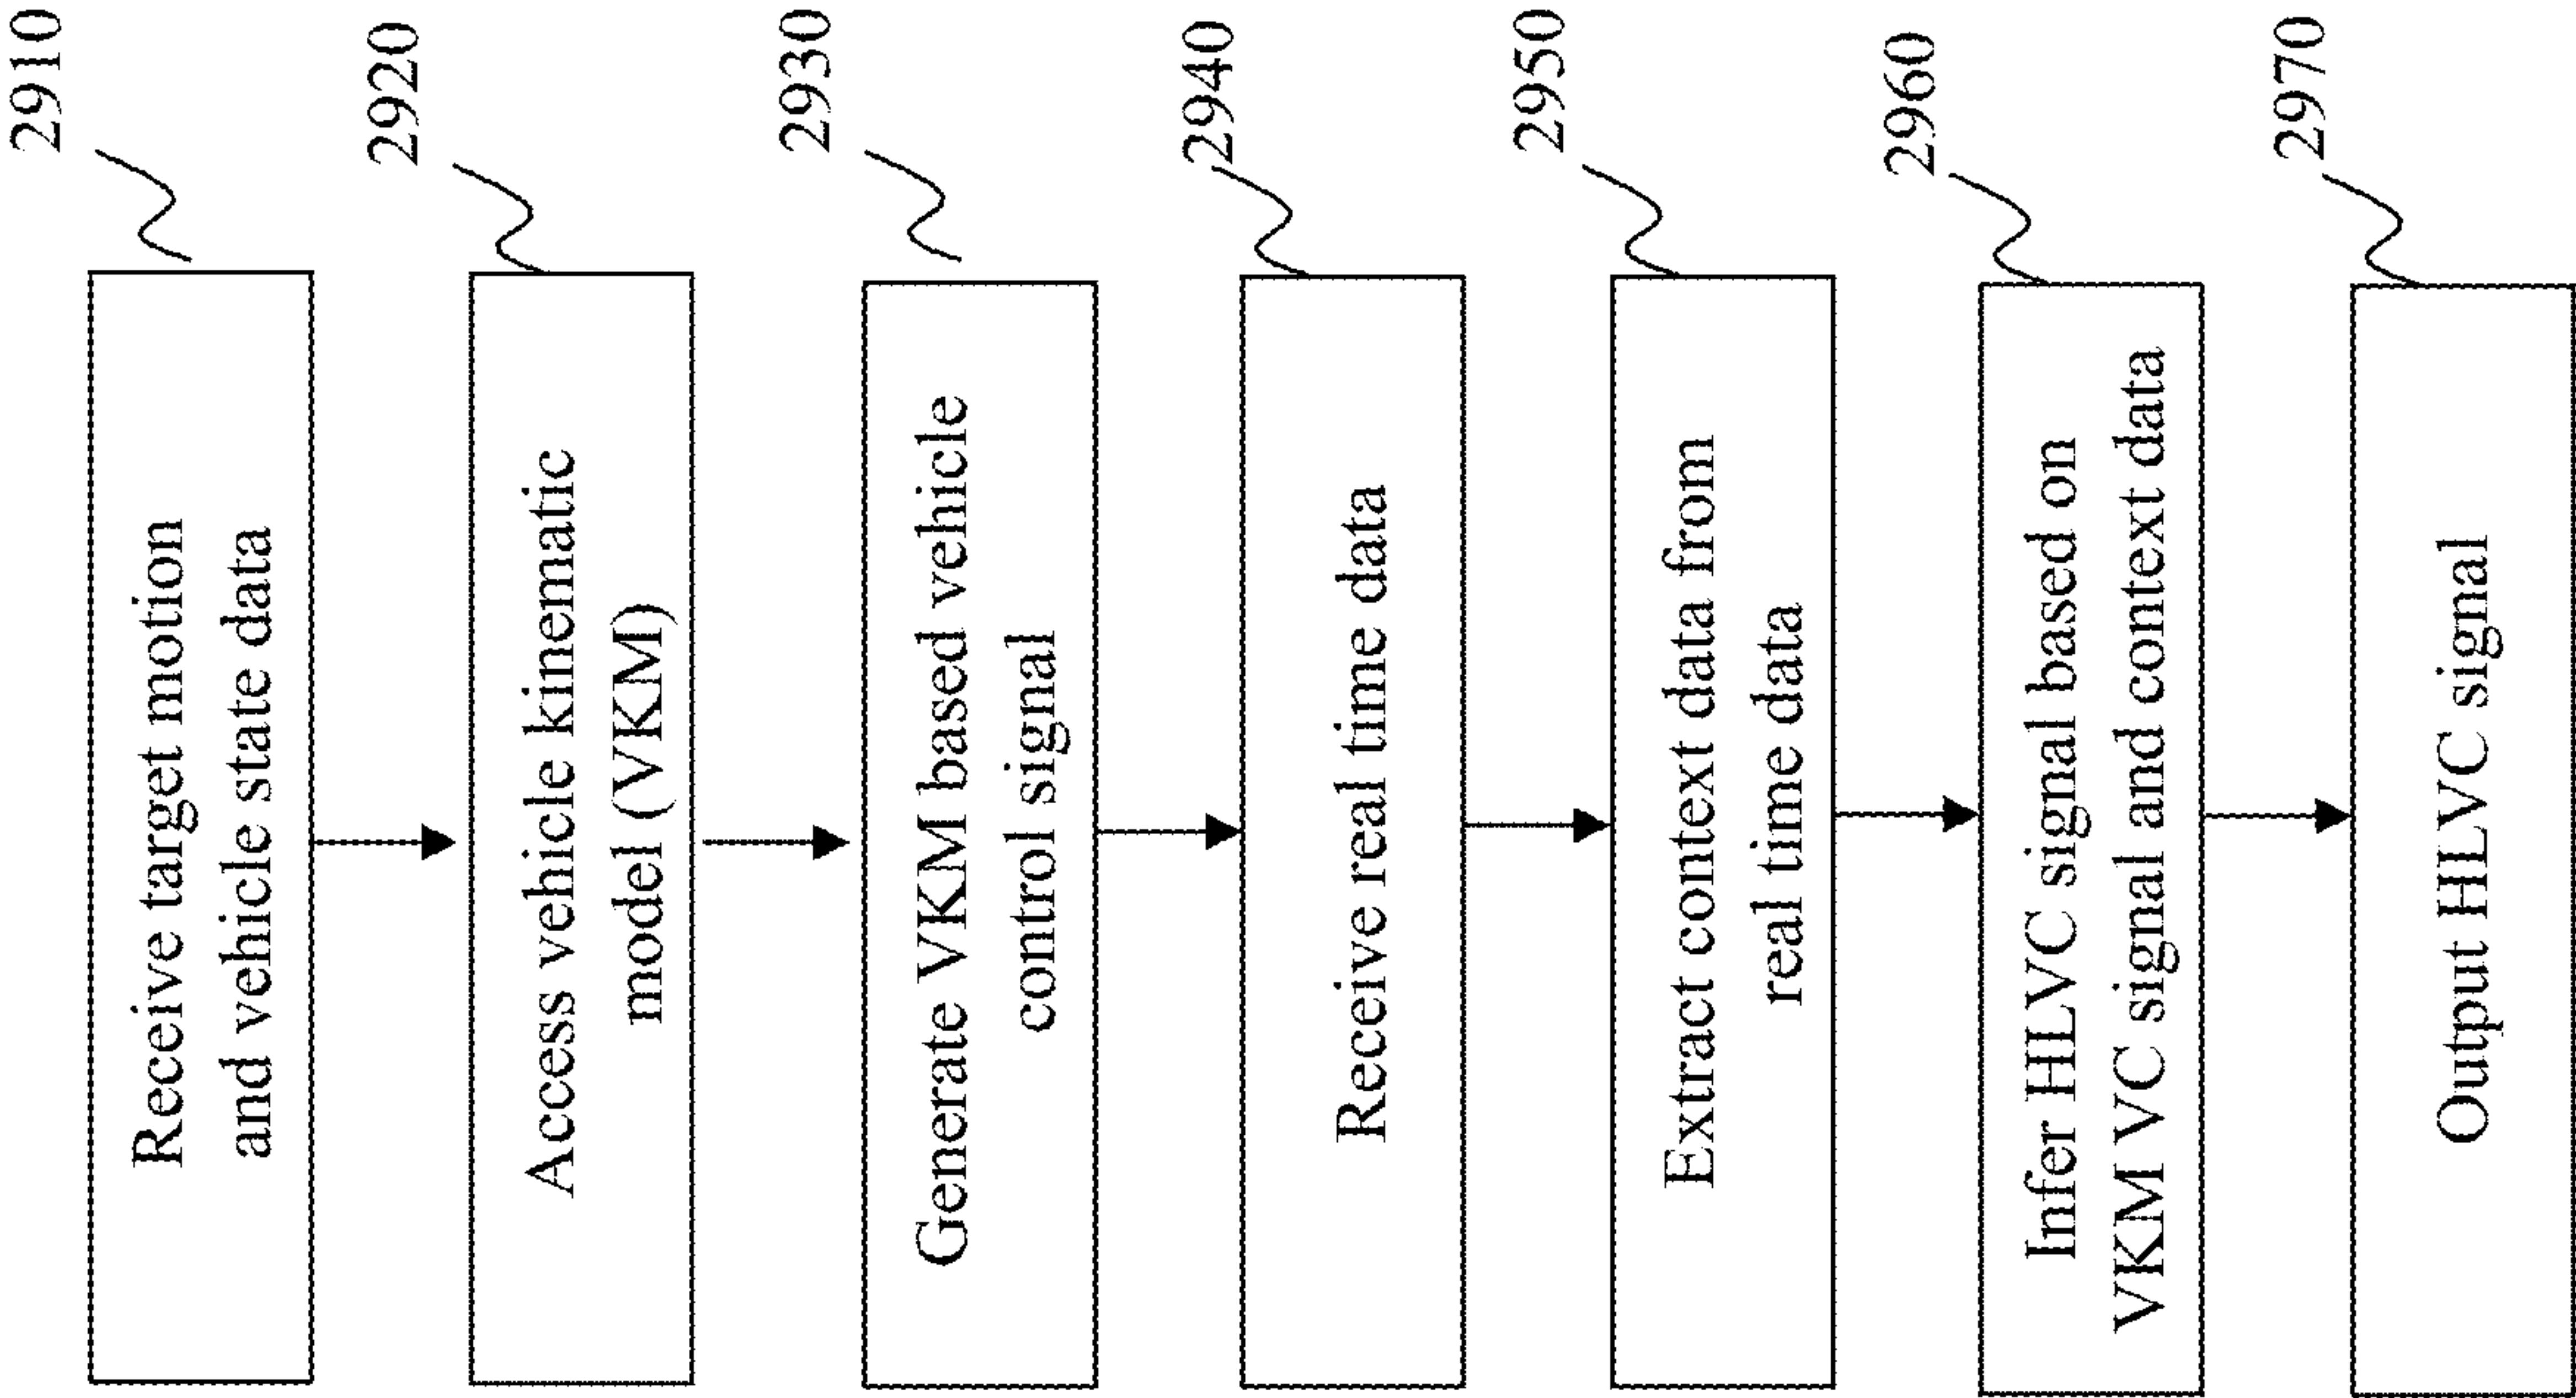 Receive target motion
and vehicle state data
2910
Access vehicle kinematic
model (VKM)
2920
Generate VKM based vehicle
control signal
2930
Receive real time data
2940
Extract context data from
real time data
2950
Infer HLVC signal based on
VKM VC signal and context data
2960
Output HLVC signal
2970